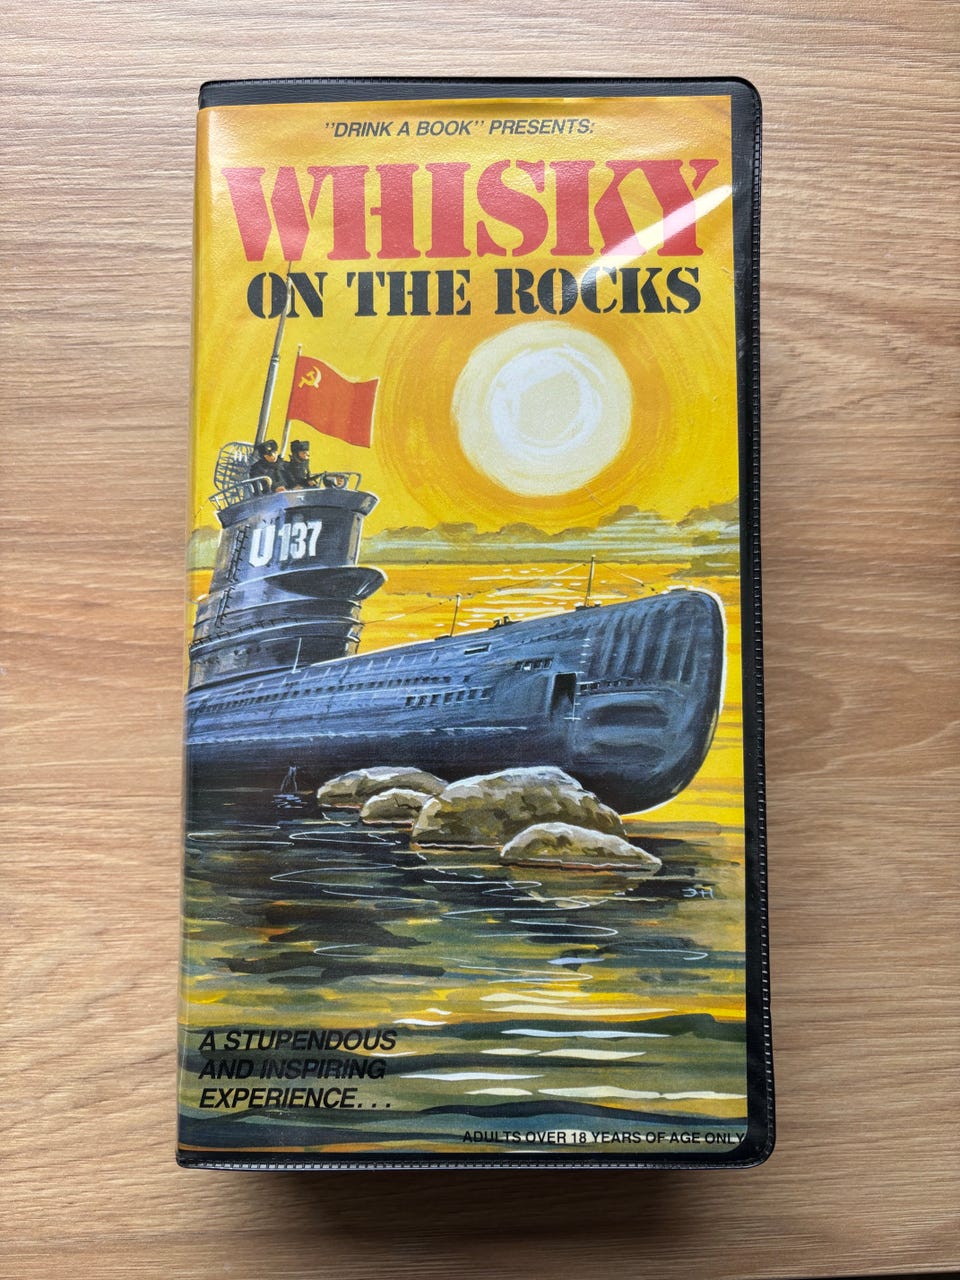 "DRINK A BOOK" PRESENTS:
WHISKY
ON THE ROCKS
U 137
A STUPENDOUS
AND INSPIRING
EXPERIENCE...
ADULTS OVER 18 YEARS OF AGE ONLY